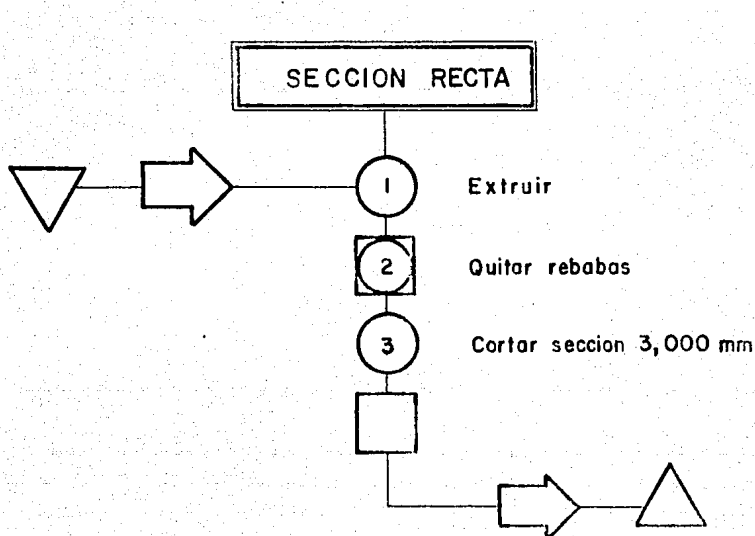 SECCION RECTA
1 Extruir
2 Quitar rebabas
3 Cortar seccion 3,000 mm